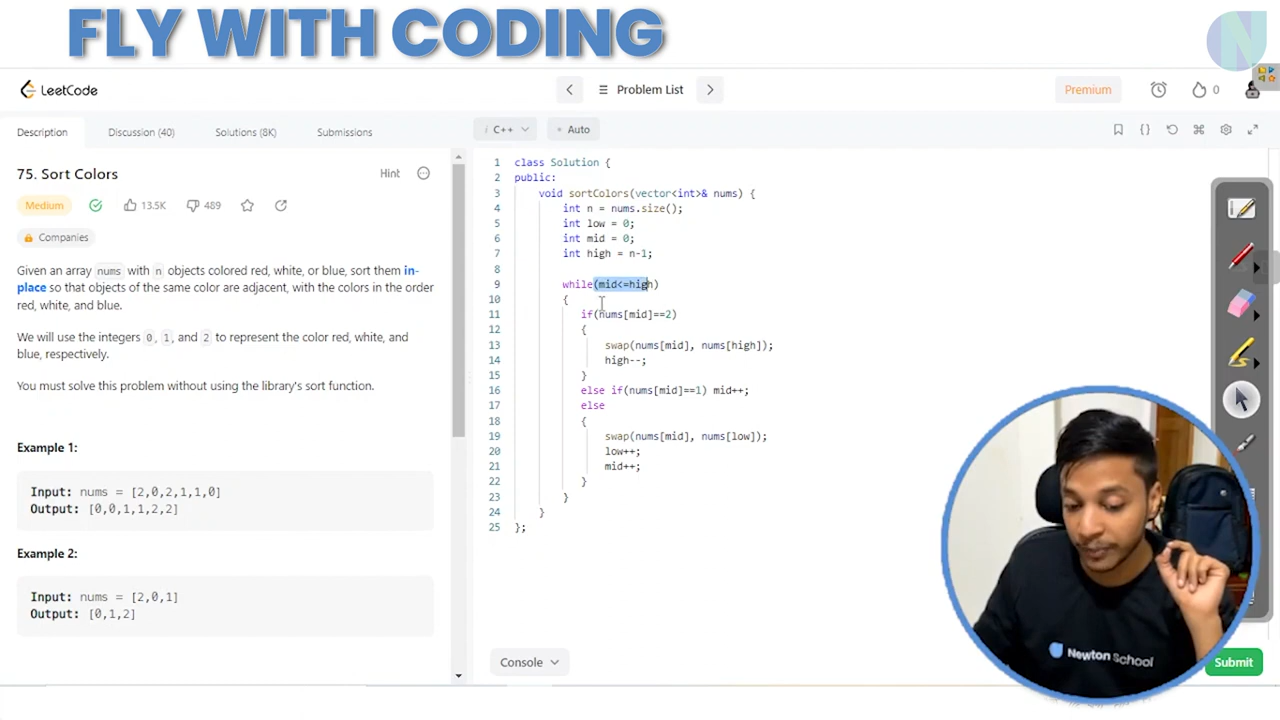 FLY WITH CODING
LeetCode
Problem List
Premium
0
Description
Discussion (40)
Solutions (8K)
Submissions
i C++
Auto
75. Sort Colors
Hint
Medium
13.5K
489
Companies
Given an array nums with n objects colored red, white, or blue, sort them in-
place so that objects of the same color are adjacent, with the colors in the order
red, white, and blue.
We will use the integers 0, 1, and 2 to represent the color red, white, and
blue, respectively.
You must solve this problem without using the library's sort function.
Example 1:
Input: nums = [2,0,2,1,1,0]
Output: [0,0,1,1,2,2]
Example 2:
Input: nums = [2,0,1]
Output: [0,1,2]
1 class Solution {
2 public:
3 void sortColors(vector<int>& nums) {
4 int n = nums.size();
5 int low = 0;
6 int mid = 0;
7 int high = n-1;
8
9 while(mid<=high)
10 {
11 if(nums[mid]==2)
12 {
13 swap(nums[mid], nums[high]);
14 high--;
15 }
16 else if(nums[mid]==1) mid++;
17 else
18 {
19 swap(nums[mid], nums[low]);
20 low++;
21 mid++;
22 }
23 }
24 }
25 };
Console
Submit
Newton School